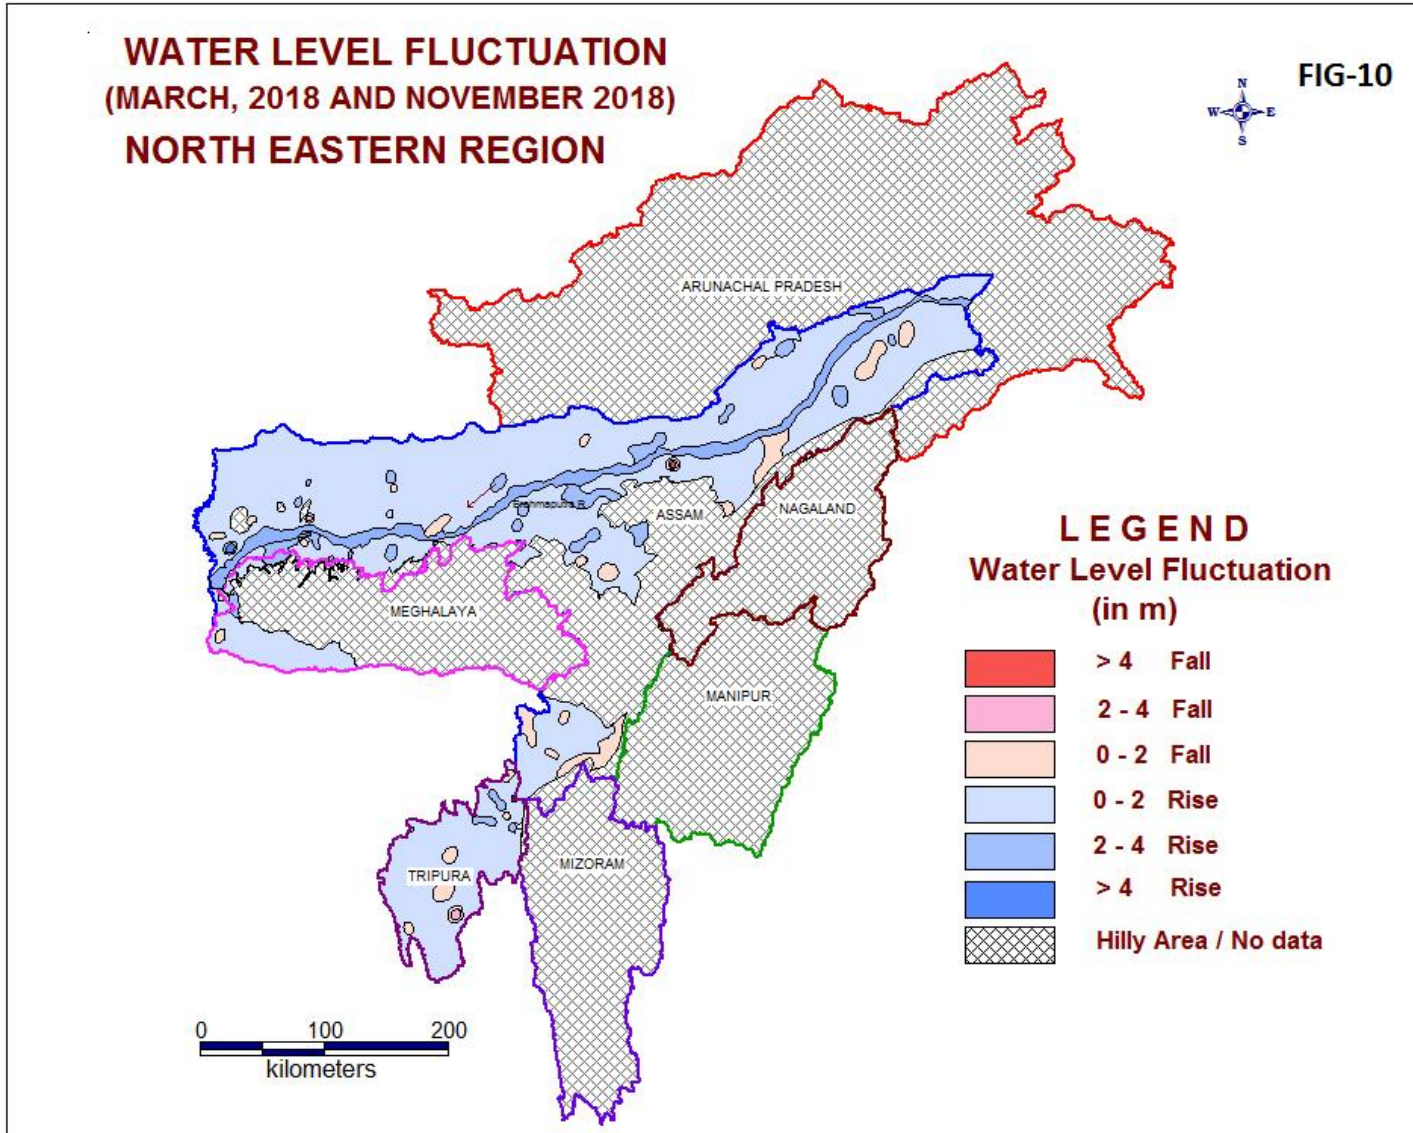 WATER LEVEL FLUCTUATION
(MARCH, 2018 AND NOVEMBER 2018)
NORTH EASTERN REGION
FIG-10
N
W E
S
ARUNACHAL PRADESH
Brahmaputra R.
ASSAM
NAGALAND
MEGHALAYA
MANIPUR
TRIPURA
MIZORAM
LEGEND
Water Level Fluctuation
(in m)
> 4 Fall
2 - 4 Fall
0 - 2 Fall
0 - 2 Rise
2 - 4 Rise
> 4 Rise
Hilly Area / No data
0 100 200
kilometers